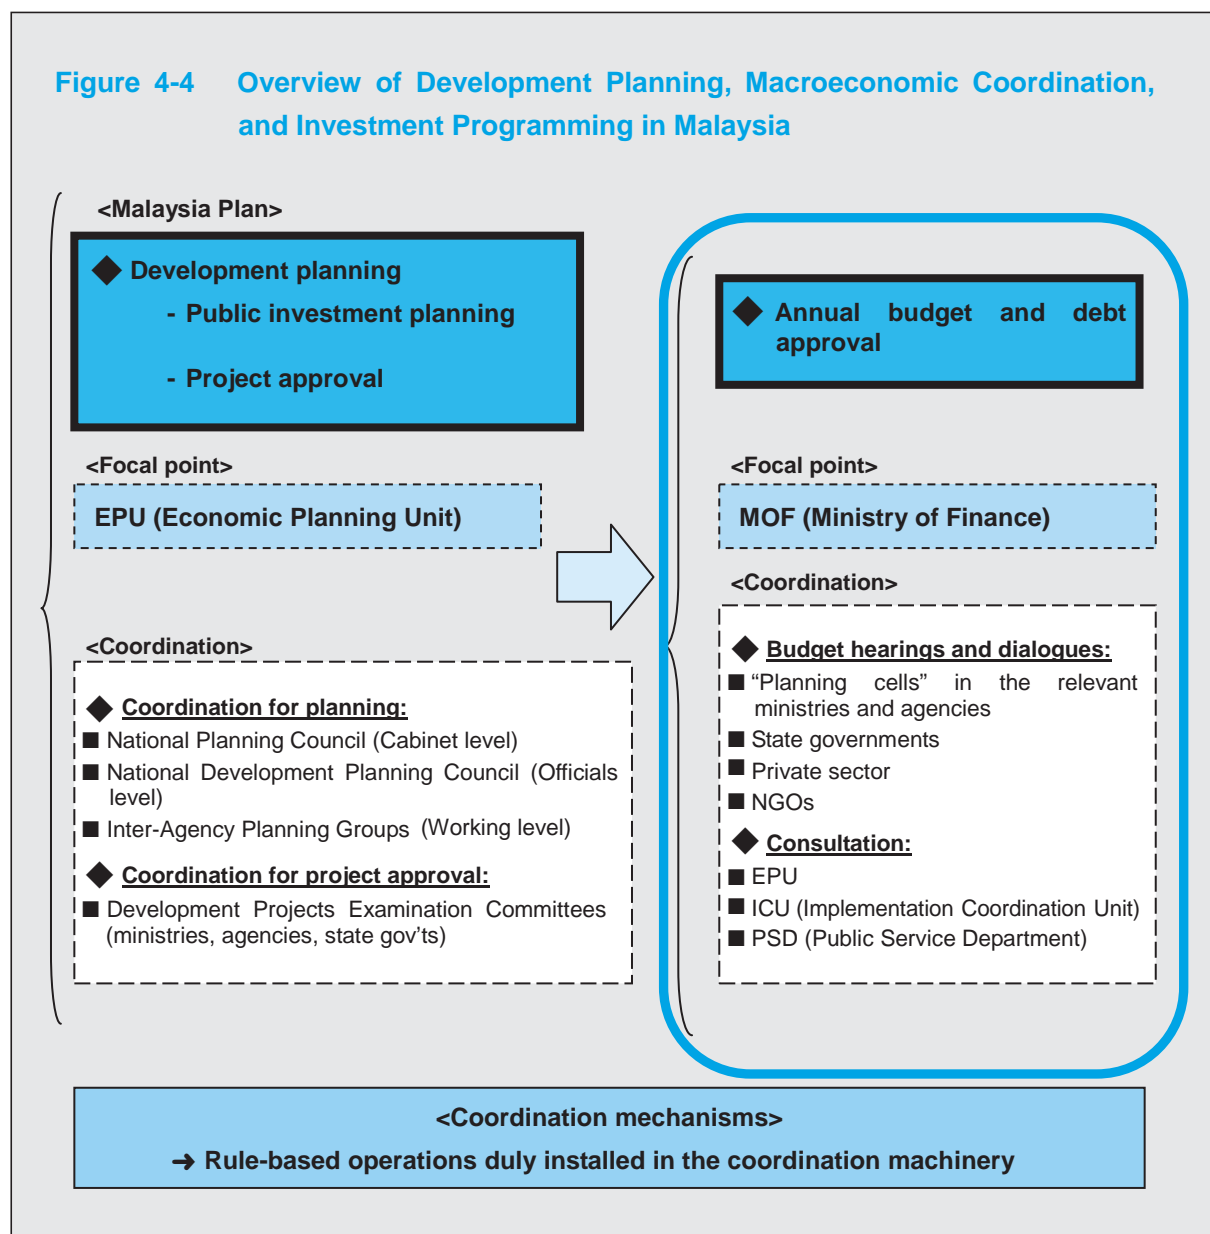 Figure 4-4 Overview of Development Planning, Macroeconomic Coordination,
and Investment Programming in Malaysia
<Malaysia Plan>
◆ Development planning
- Public investment planning
- Project approval
<Focal point>
EPU (Economic Planning Unit)
<Coordination>
◆ Coordination for planning:
■ National Planning Council (Cabinet level)
■ National Development Planning Council (Officials
level)
■ Inter-Agency Planning Groups (Working level)
◆ Coordination for project approval:
■ Development Projects Examination Committees
(ministries, agencies, state gov'ts)
◆ Annual budget and debt
approval
<Focal point>
MOF (Ministry of Finance)
<Coordination>
◆ Budget hearings and dialogues:
■ “Planning cells” in the relevant
ministries and agencies
■ State governments
■ Private sector
■ NGOs
◆ Consultation:
■ EPU
■ ICU (Implementation Coordination Unit)
■ PSD (Public Service Department)
<Coordination mechanisms>
➔ Rule-based operations duly installed in the coordination machinery